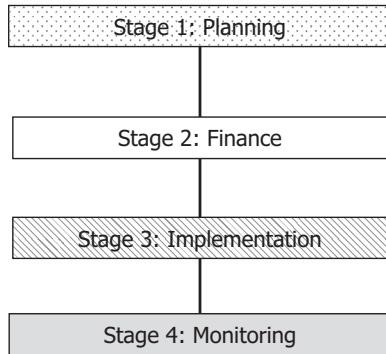 Stage 1: Planning
Stage 2: Finance
Stage 3: Implementation
Stage 4: Monitoring